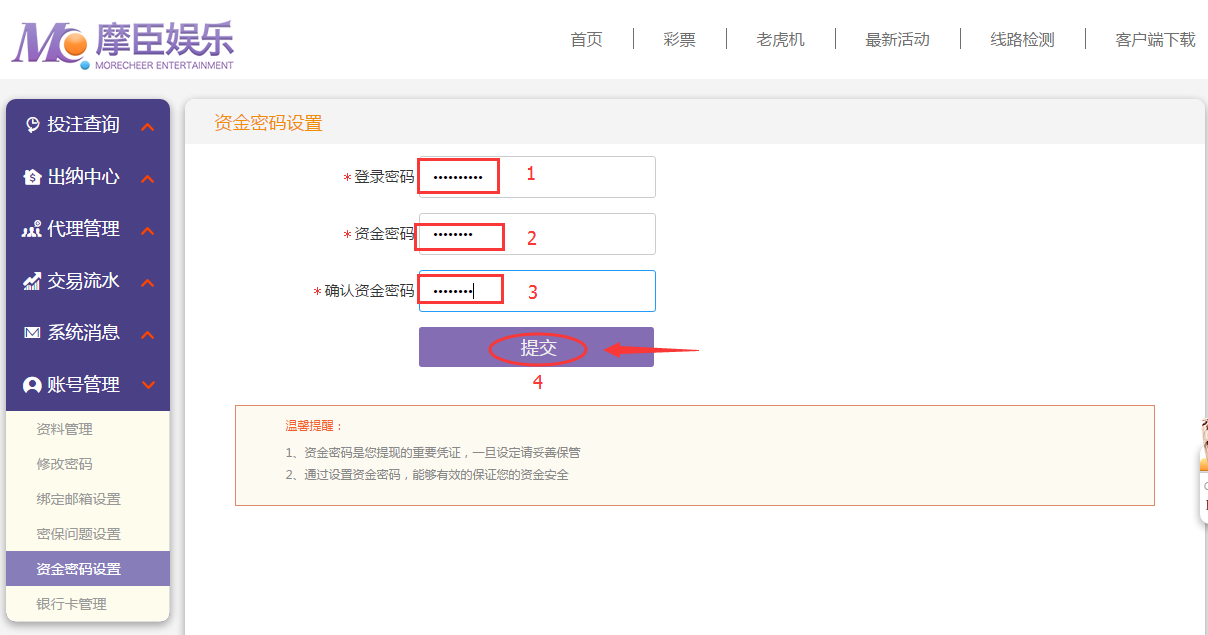 Mo 摩臣娱乐
MORECHEER ENTERTAINMENT
首页 彩票 老虎机 最新活动 线路检测 客户端下载
投注查询
出纳中心
代理管理
交易流水
系统消息
账号管理
资料管理
修改密码
绑定邮箱设置
密保问题设置
资金密码设置
银行卡管理
资金密码设置
*登录密码 •••••••••• 1
*资金密码 •••••••• 2
*确认资金密码 •••••••• 3
提交
4
温馨提醒：
1、资金密码是您提现的重要凭证，一旦设定请妥善保管
2、通过设置资金密码，能够有效的保证您的资金安全